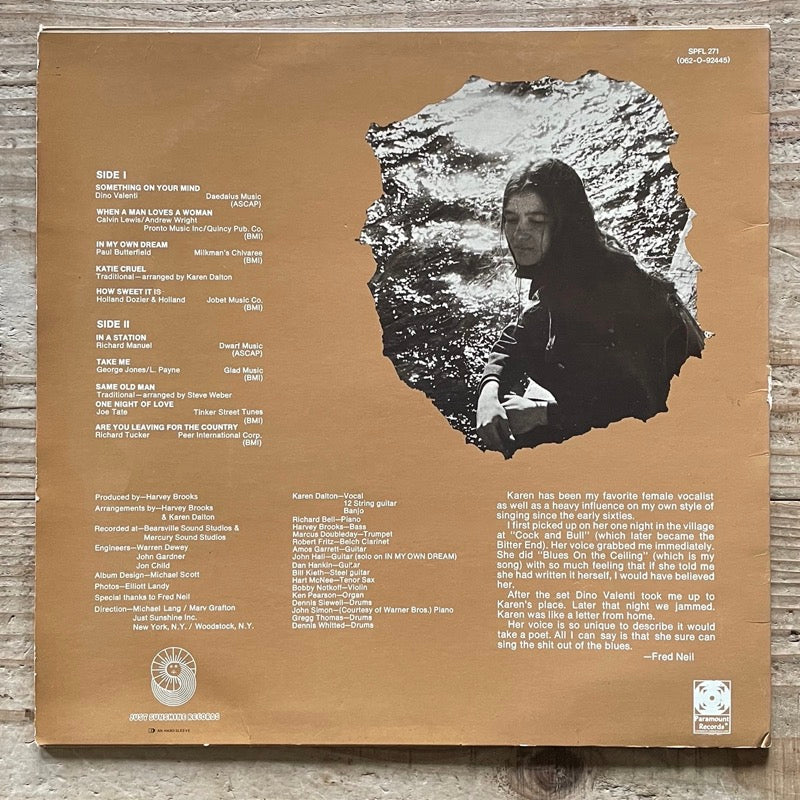 SPFL 271
(062-O-92445)
SIDE I
SOMETHING ON YOUR MIND
Dino Valenti Daedalus Music
(ASCAP)
WHEN A MAN LOVES A WOMAN
Calvin Lewis/Andrew Wright
Pronto Music Inc/Quincy Pub. Co.
(BMI)
IN MY OWN DREAM
Paul Butterfield Milkman's Chivaree
(BMI)
KATIE CRUEL
Traditional—arranged by Karen Dalton
HOW SWEET IT IS
Holland Dozier & Holland Jobet Music Co.
(BMI)
SIDE II
IN A STATION
Richard Manuel Dwarf Music
(ASCAP)
TAKE ME
George Jones/L. Payne Glad Music
(BMI)
SAME OLD MAN
Traditional—arranged by Steve Weber
ONE NIGHT OF LOVE
Joe Tate Tinker Street Tunes
(BMI)
ARE YOU LEAVING FOR THE COUNTRY
Richard Tucker Peer International Corp.
(BMI)
Produced by—Harvey Brooks
Arrangements by—Harvey Brooks
& Karen Dalton
Recorded at—Bearsville Sound Studios &
Mercury Sound Studios
Engineers—Warren Dewey
John Gardner
Jon Child
Album Design—Michael Scott
Photos—Elliott Landy
Special thanks to Fred Neil
Direction—Michael Lang / Marv Grafton
Just Sunshine Inc.
New York, N.Y. / Woodstock, N.Y.
Karen Dalton—Vocal
12 String guitar
Banjo
Richard Bell—Piano
Harvey Brooks—Bass
Marcus Doubleday—Trumpet
Robert Fritz—Belch Clarinet
Amos Garrett—Guitar
John Hall—Guitar (solo on IN MY OWN DREAM)
Dan Hankin—Guitar
Bill Kieth—Steel guitar
Hart McNee—Tenor Sax
Bobby Notkoff—Violin
Ken Pearson—Organ
Dennis Siewell—Drums
John Simon—(Courtesy of Warner Bros.) Piano
Gregg Thomas—Drums
Dennis Whitted—Drums
Karen has been my favorite female vocalist
as well as a heavy influence on my own style of
singing since the early sixties.
I first picked up on her one night in the village
at "Cock and Bull" (which later became the
Bitter End). Her voice grabbed me immediately.
She did "Blues On the Ceiling" (which is my
song) with so much feeling that if she told me
she had written it herself, I would have believed
her.
After the set Dino Valenti took me up to
Karen's place. Later that night we jammed.
Karen was like a letter from home.
Her voice is so unique to describe it would
take a poet. All I can say is that she sure can
sing the shit out of the blues.
—Fred Neil
JUST SUNSHINE RECORDS
Paramount
Records